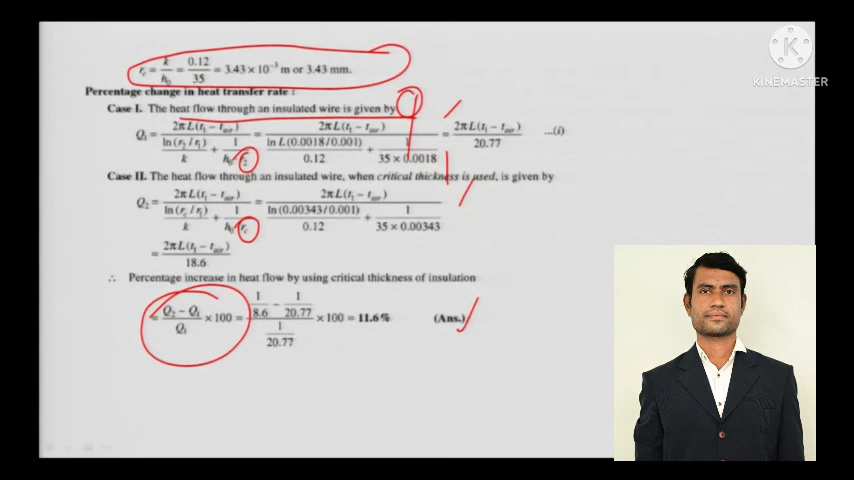 r_c = k/h_0 = 0.12/35 = 3.43×10⁻³ m or 3.43 mm.
Percentage change in heat transfer rate :
Case I. The heat flow through an insulated wire is given by
Q₁ = 2πL(t₁ − t_air) / [ln(r₂/r₁)/k + 1/(h₀.r₂)] = 2πL(t₁ − t_air) / [ln L(0.0018/0.001)/0.12 + 1/(35×0.0018)] = 2πL(t₁ − t_air)/20.77 ...(i)
Case II. The heat flow through an insulated wire, when critical thickness is used, is given by
Q₂ = 2πL(t₁ − t_air) / [ln(r_c/r₁)/k + 1/(h₀.r_c)] = 2πL(t₁ − t_air) / [ln(0.00343/0.001)/0.12 + 1/(35×0.00343)]
= 2πL(t₁ − t_air)/18.6
∴ Percentage increase in heat flow by using critical thickness of insulation
= (Q₂ − Q₁)/Q₁ × 100 = (1/18.6 − 1/20.77)/(1/20.77) × 100 = 11.6% (Ans.)
KINEMASTER